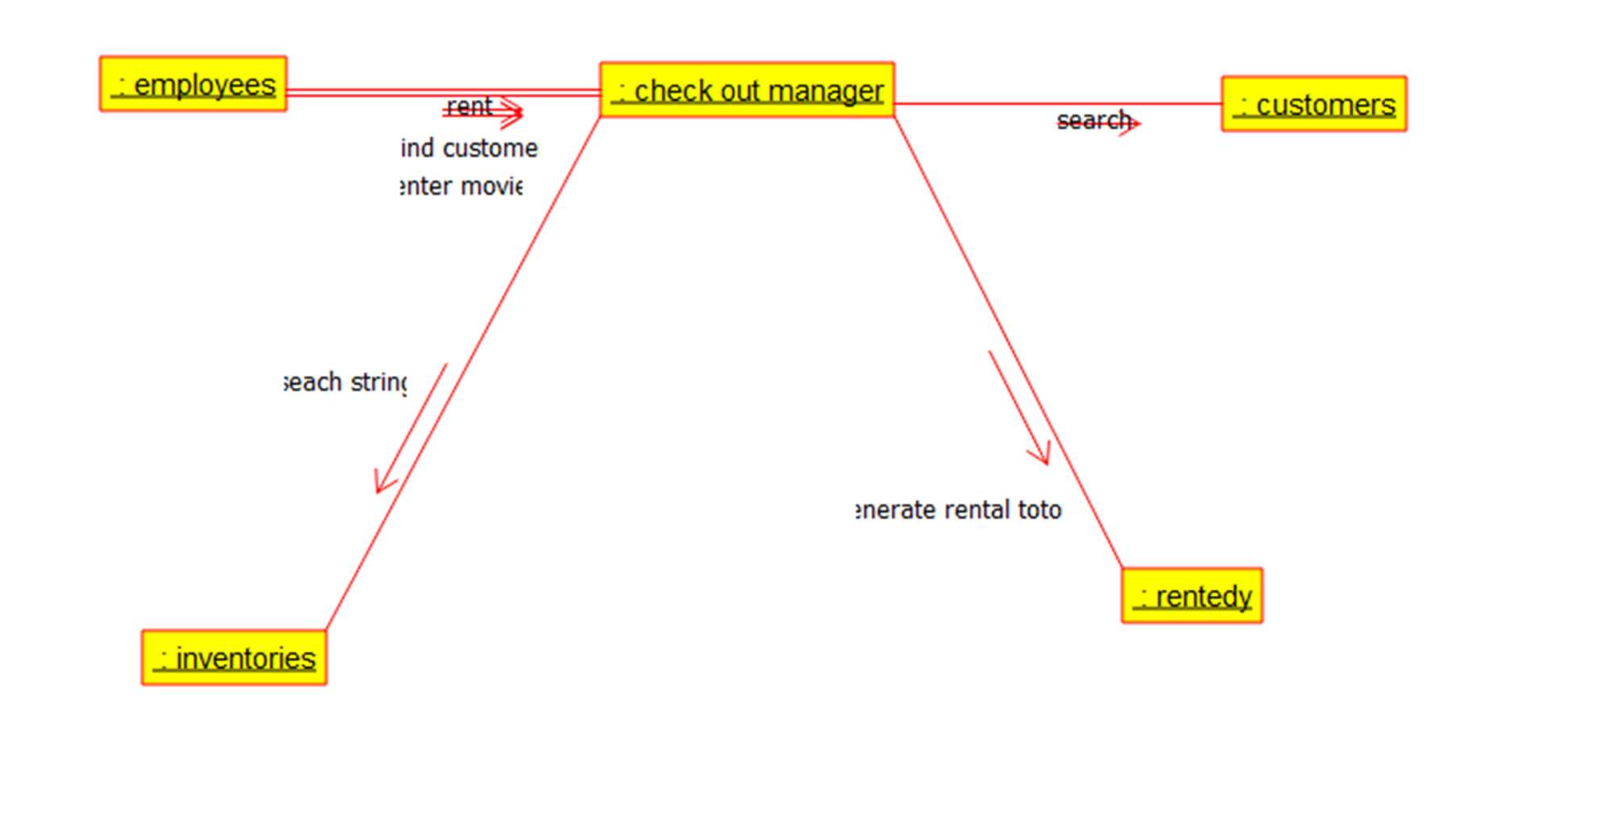 : employees
: check out manager
: customers
rent
search
ind custome
enter movie
seach string
enerate rental toto
: rentedy
: inventories